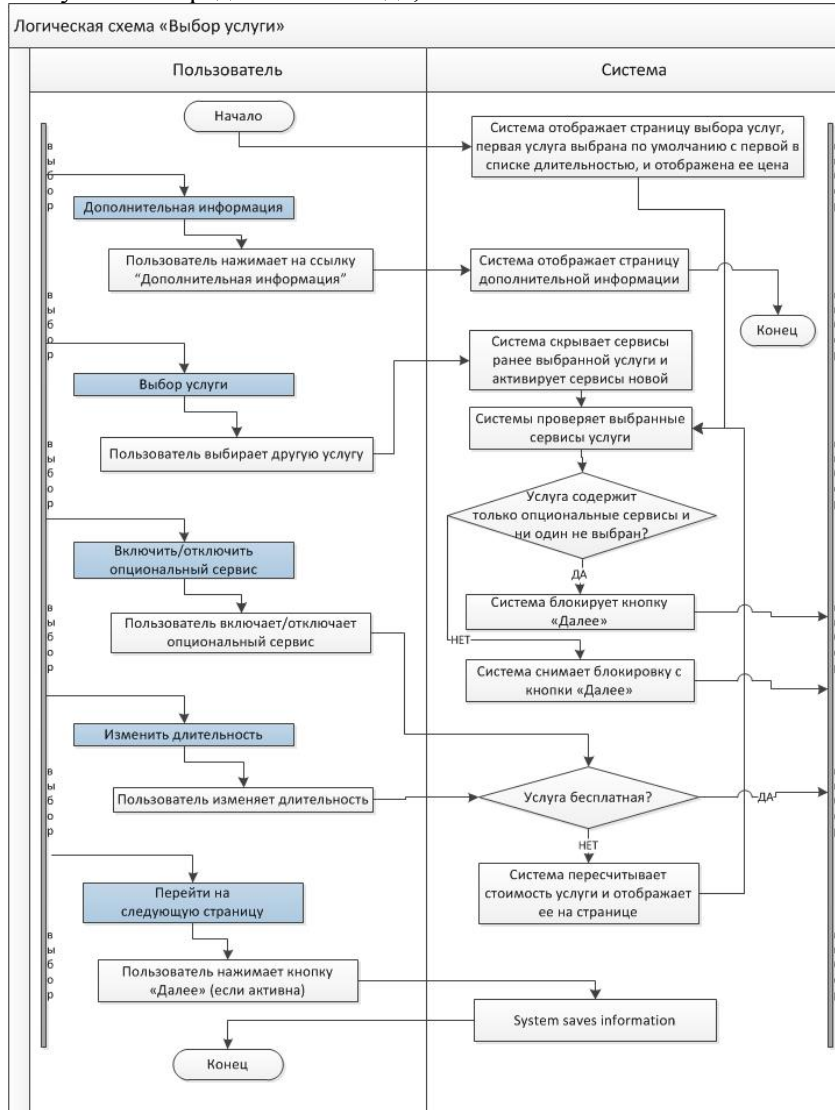 Логическая схема «Выбор услуги»
Пользователь
Система
Начало
Система отображает страницу выбора услуг,
первая услуга выбрана по умолчанию с первой в
списке длительностью, и отображена ее цена
выбор
Дополнительная информация
Пользователь нажимает на ссылку
“Дополнительная информация”
Система отображает страницу
дополнительной информации
Конец
выбор
Выбор услуги
Система скрывает сервисы
ранее выбранной услуги и
активирует сервисы новой
Пользователь выбирает другую услугу
Системы проверяет выбранные
сервисы услуги
выбор
Услуга содержит
только опциональные сервисы и
ни один не выбран?
Включить/отключить
опциональный сервис
ДА
Система блокирует кнопку
«Далее»
выбор
Пользователь включает/отключает
опциональный сервис
НЕТ
Система снимает блокировку с
кнопки «Далее»
Изменить длительность
выбор
Пользователь изменяет длительность
Услуга бесплатная?
ДА
НЕТ
Система пересчитывает
стоимость услуги и отображает
ее на странице
Перейти на
следующую страницу
выбор
Пользователь нажимает кнопку
«Далее» (если активна)
System saves information
Конец